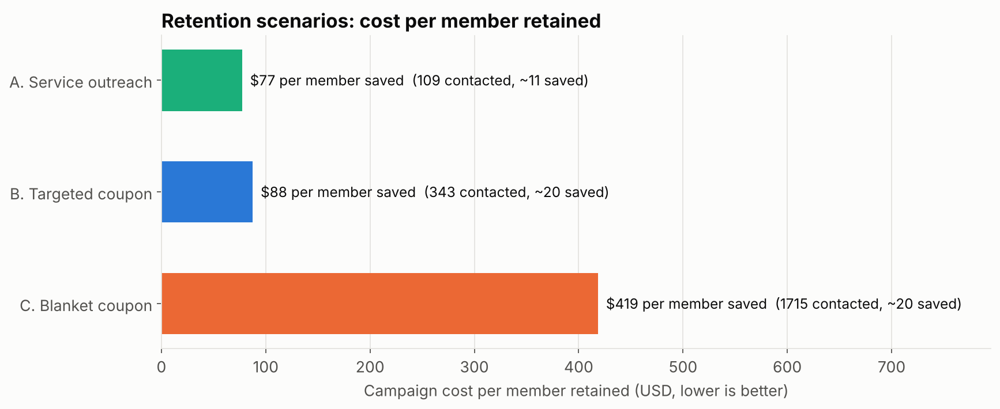 Retention scenarios: cost per member retained
A. Service outreach
$77 per member saved (109 contacted, ~11 saved)
B. Targeted coupon
$88 per member saved (343 contacted, ~20 saved)
C. Blanket coupon
$419 per member saved (1715 contacted, ~20 saved)
0 100 200 300 400 500 600 700
Campaign cost per member retained (USD, lower is better)